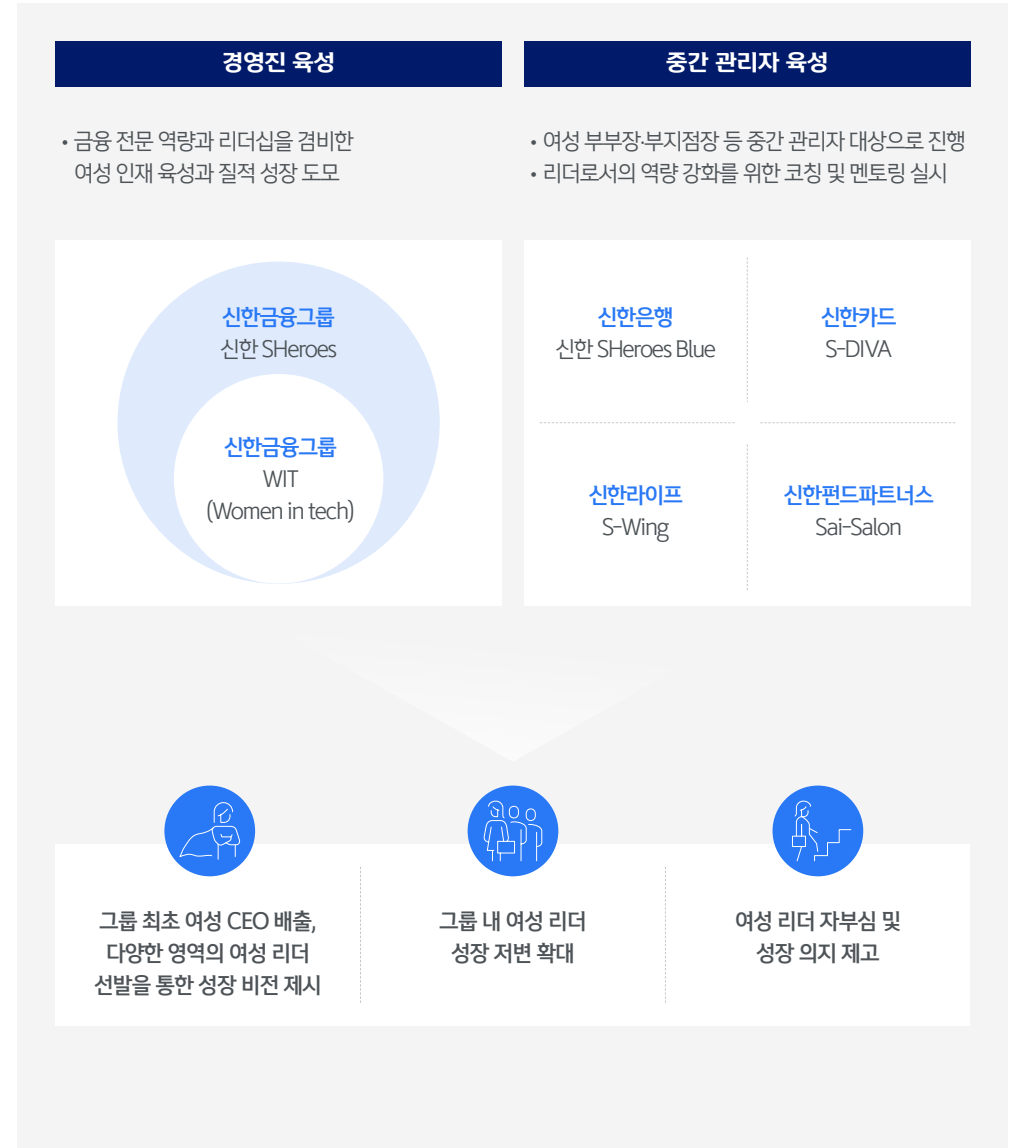 경영진 육성
• 금융 전문 역량과 리더십을 겸비한
여성 인재 육성과 질적 성장 도모
신한금융그룹
신한 SHeroes
신한금융그룹
WIT
(Women in tech)
중간 관리자 육성
• 여성 부부장·부지점장 등 중간 관리자 대상으로 진행
• 리더로서의 역량 강화를 위한 코칭 및 멘토링 실시
신한은행
신한 SHeroes Blue
신한카드
S-DIVA
신한라이프
S-Wing
신한펀드파트너스
Sai-Salon
그룹 최초 여성 CEO 배출,
다양한 영역의 여성 리더
선발을 통한 성장 비전 제시
그룹 내 여성 리더
성장 저변 확대
여성 리더 자부심 및
성장 의지 제고